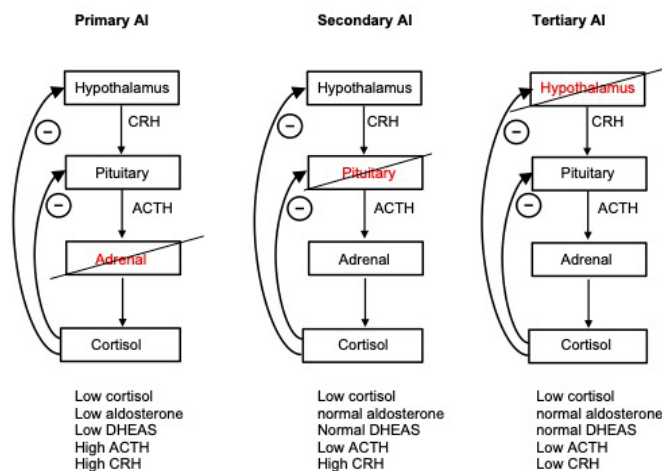 Primary AI
Hypothalamus
−
CRH
Pituitary
−
ACTH
Adrenal
Cortisol
Low cortisol
Low aldosterone
Low DHEAS
High ACTH
High CRH
Secondary AI
Hypothalamus
−
CRH
Pituitary
−
ACTH
Adrenal
Cortisol
Low cortisol
normal aldosterone
Normal DHEAS
Low ACTH
High CRH
Tertiary AI
Hypothalamus
−
CRH
Pituitary
−
ACTH
Adrenal
Cortisol
Low cortisol
normal aldosterone
normal DHEAS
Low ACTH
Low CRH